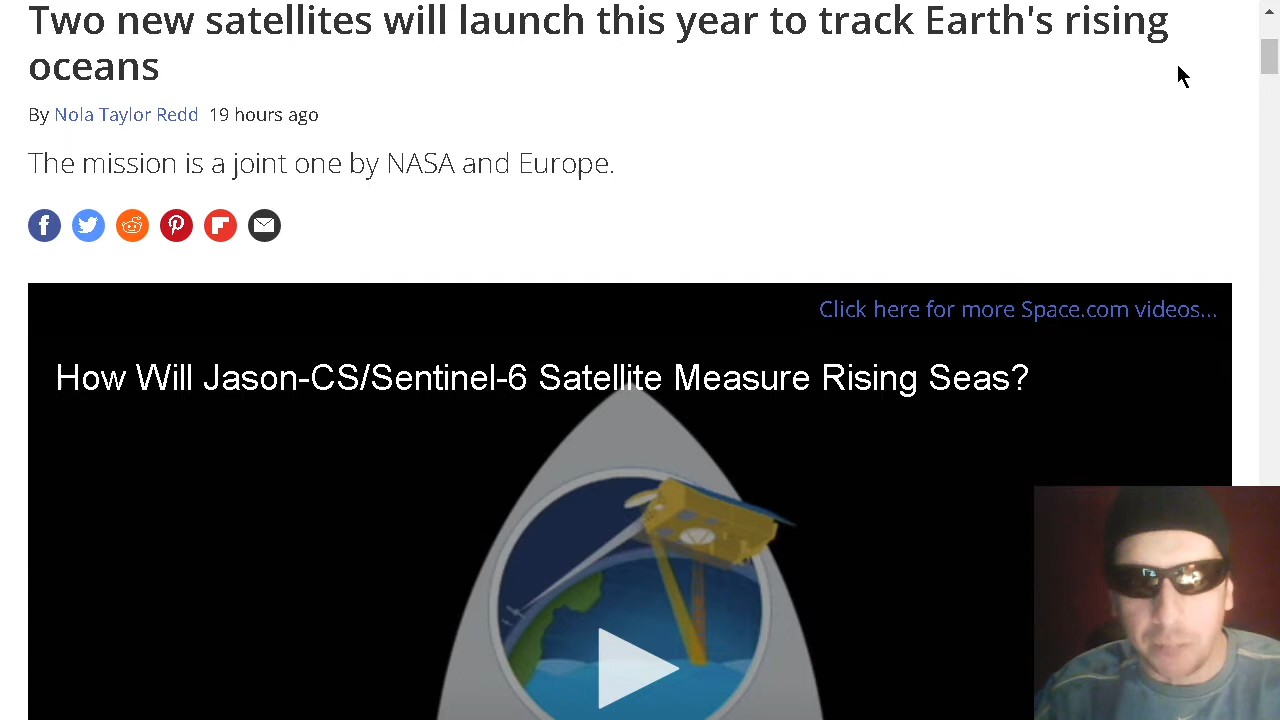 Two new satellites will launch this year to track Earth's rising
oceans
By Nola Taylor Redd 19 hours ago
The mission is a joint one by NASA and Europe.
Click here for more Space.com videos...
How Will Jason-CS/Sentinel-6 Satellite Measure Rising Seas?